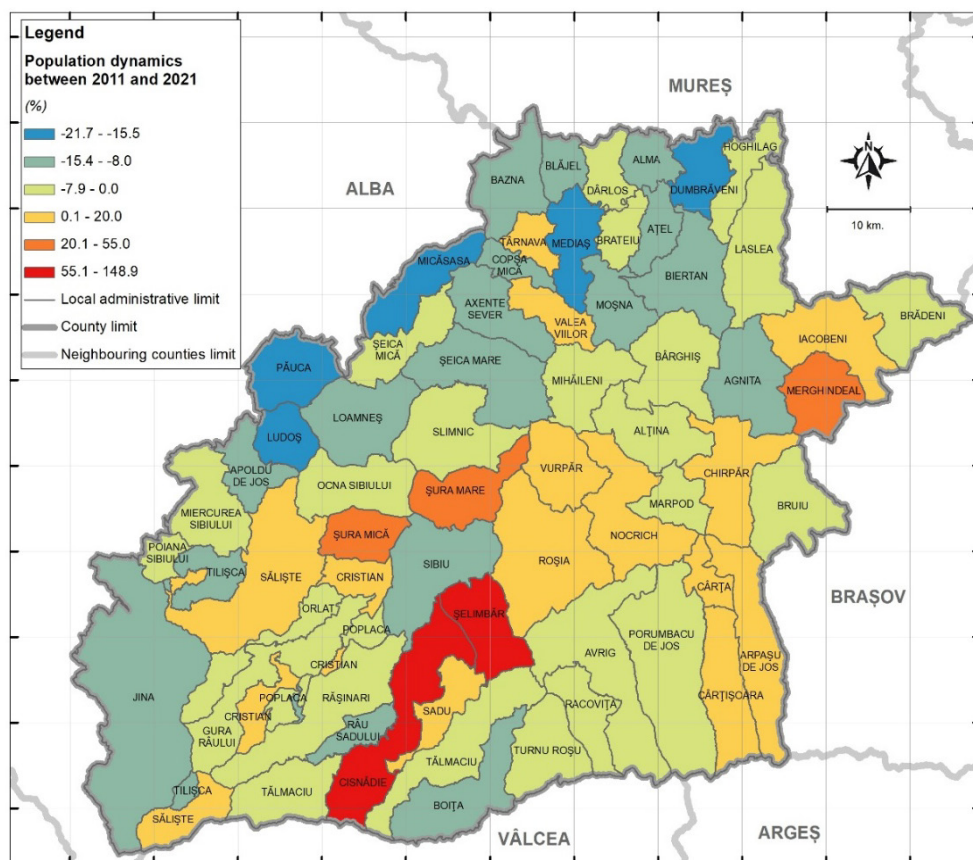 Legend
Population dynamics
between 2011 and 2021
(%)
-21.7 - -15.5
-15.4 - -8.0
-7.9 - 0.0
0.1 - 20.0
20.1 - 55.0
55.1 - 148.9
Local administrative limit
County limit
Neighbouring counties limit
MUREȘ
N
10 km.
ALBA
HOGHILAG
BLĂJEL
ALMA
BAZNA
DÂRLOS
DUMBRĂVENI
AȚEL
TÂRNAVA
MEDIAȘ
BRATEIU
LASLEA
MICĂSASA
COPȘA
MICĂ
BIERTAN
AXENTE
SEVER
MOȘNA
BRĂDENI
VALEA
VIILOR
IACOBENI
ȘEICA
MICĂ
BÂRGHIȘ
ȘEICA MARE
PĂUCA
MIHĂILENI
AGNITA
MERGHINDEAL
LOAMNEȘ
SLIMNIC
ALȚINA
LUDOȘ
VURPĂR
CHIRPĂR
APOLDU
DE JOS
OCNA SIBIULUI
ȘURA MARE
MARPOD
BRUIU
MIERCUREA
SIBIULUI
ȘURA MICĂ
NOCRICH
POIANA
SIBIULUI
TILIȘCA
SĂLIȘTE
CRISTIAN
SIBIU
ROȘIA
CÂRȚA
BRAȘOV
ORLAT
ȘELIMBĂR
POPLACA
AVRIG
PORUMBACU
DE JOS
ARPAȘU
DE JOS
CRISTIAN
JINA
POPLACA
RĂȘINARI
CÂRȚIȘOARA
CRISTIAN
SADU
RACOVIȚA
GURA
RÂULUI
RÂU
SADULUI
TURNU ROȘU
TĂLMACIU
CISNĂDIE
TILIȘCA
TĂLMACIU
BOIȚA
SĂLIȘTE
VÂLCEA
ARGEȘ